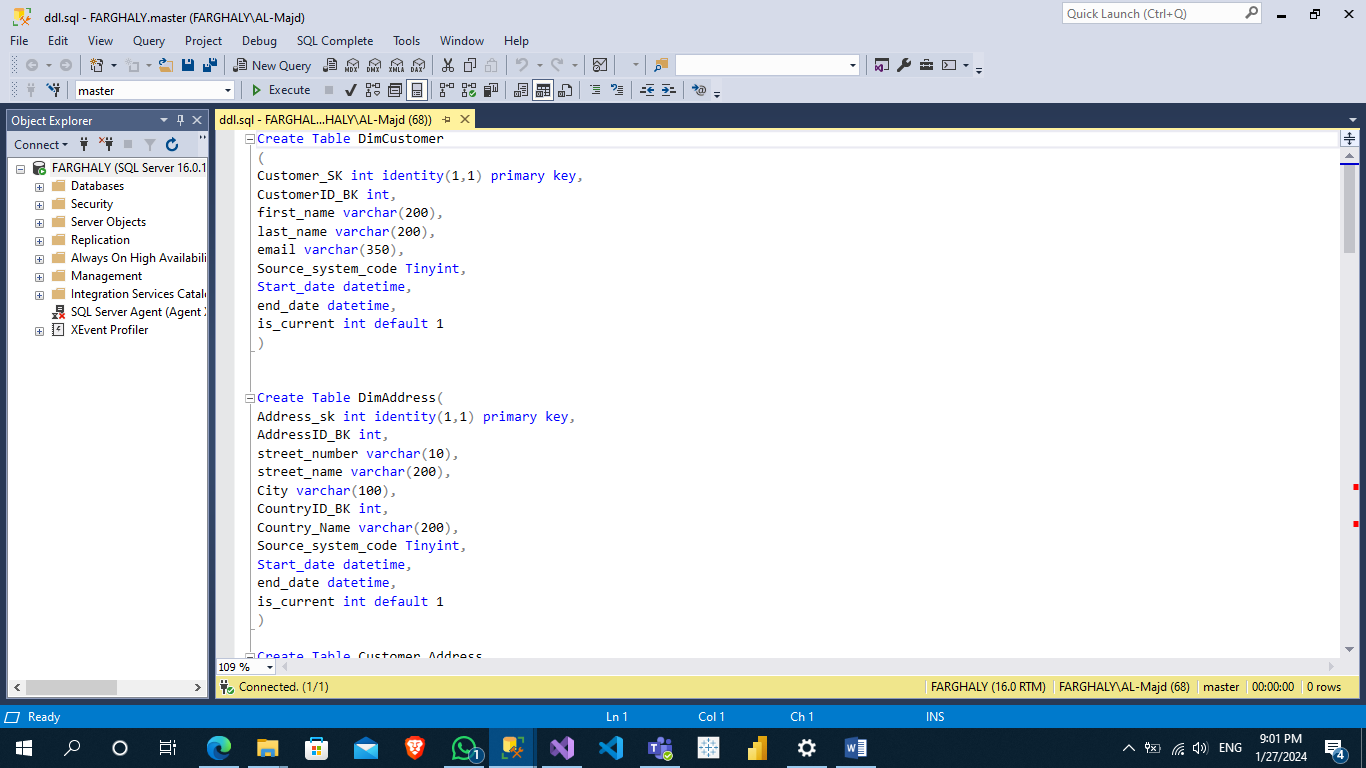 ddl.sql - FARGHALY.master (FARGHALY\AL-Majd)
Quick Launch (Ctrl+Q)
File Edit View Query Project Debug SQL Complete Tools Window Help
New Query MDX DMX XMLA DAX
master Execute
Object Explorer
Connect
FARGHALY (SQL Server 16.0.1
Databases
Security
Server Objects
Replication
Always On High Availabili
Management
Integration Services Catal
SQL Server Agent (Agent
XEvent Profiler
ddl.sql - FARGHAL...HALY\AL-Majd (68))
Create Table DimCustomer
(
Customer_SK int identity(1,1) primary key,
CustomerID_BK int,
first_name varchar(200),
last_name varchar(200),
email varchar(350),
Source_system_code Tinyint,
Start_date datetime,
end_date datetime,
is_current int default 1
)
Create Table DimAddress(
Address_sk int identity(1,1) primary key,
AddressID_BK int,
street_number varchar(10),
street_name varchar(200),
City varchar(100),
CountryID_BK int,
Country_Name varchar(200),
Source_system_code Tinyint,
Start_date datetime,
end_date datetime,
is_current int default 1
)
Create Table Customer_Address
109 %
Connected. (1/1)
FARGHALY (16.0 RTM) FARGHALY\AL-Majd (68) master 00:00:00 0 rows
Ready Ln 1 Col 1 Ch 1 INS
1
ENG
9:01 PM
1/27/2024
4